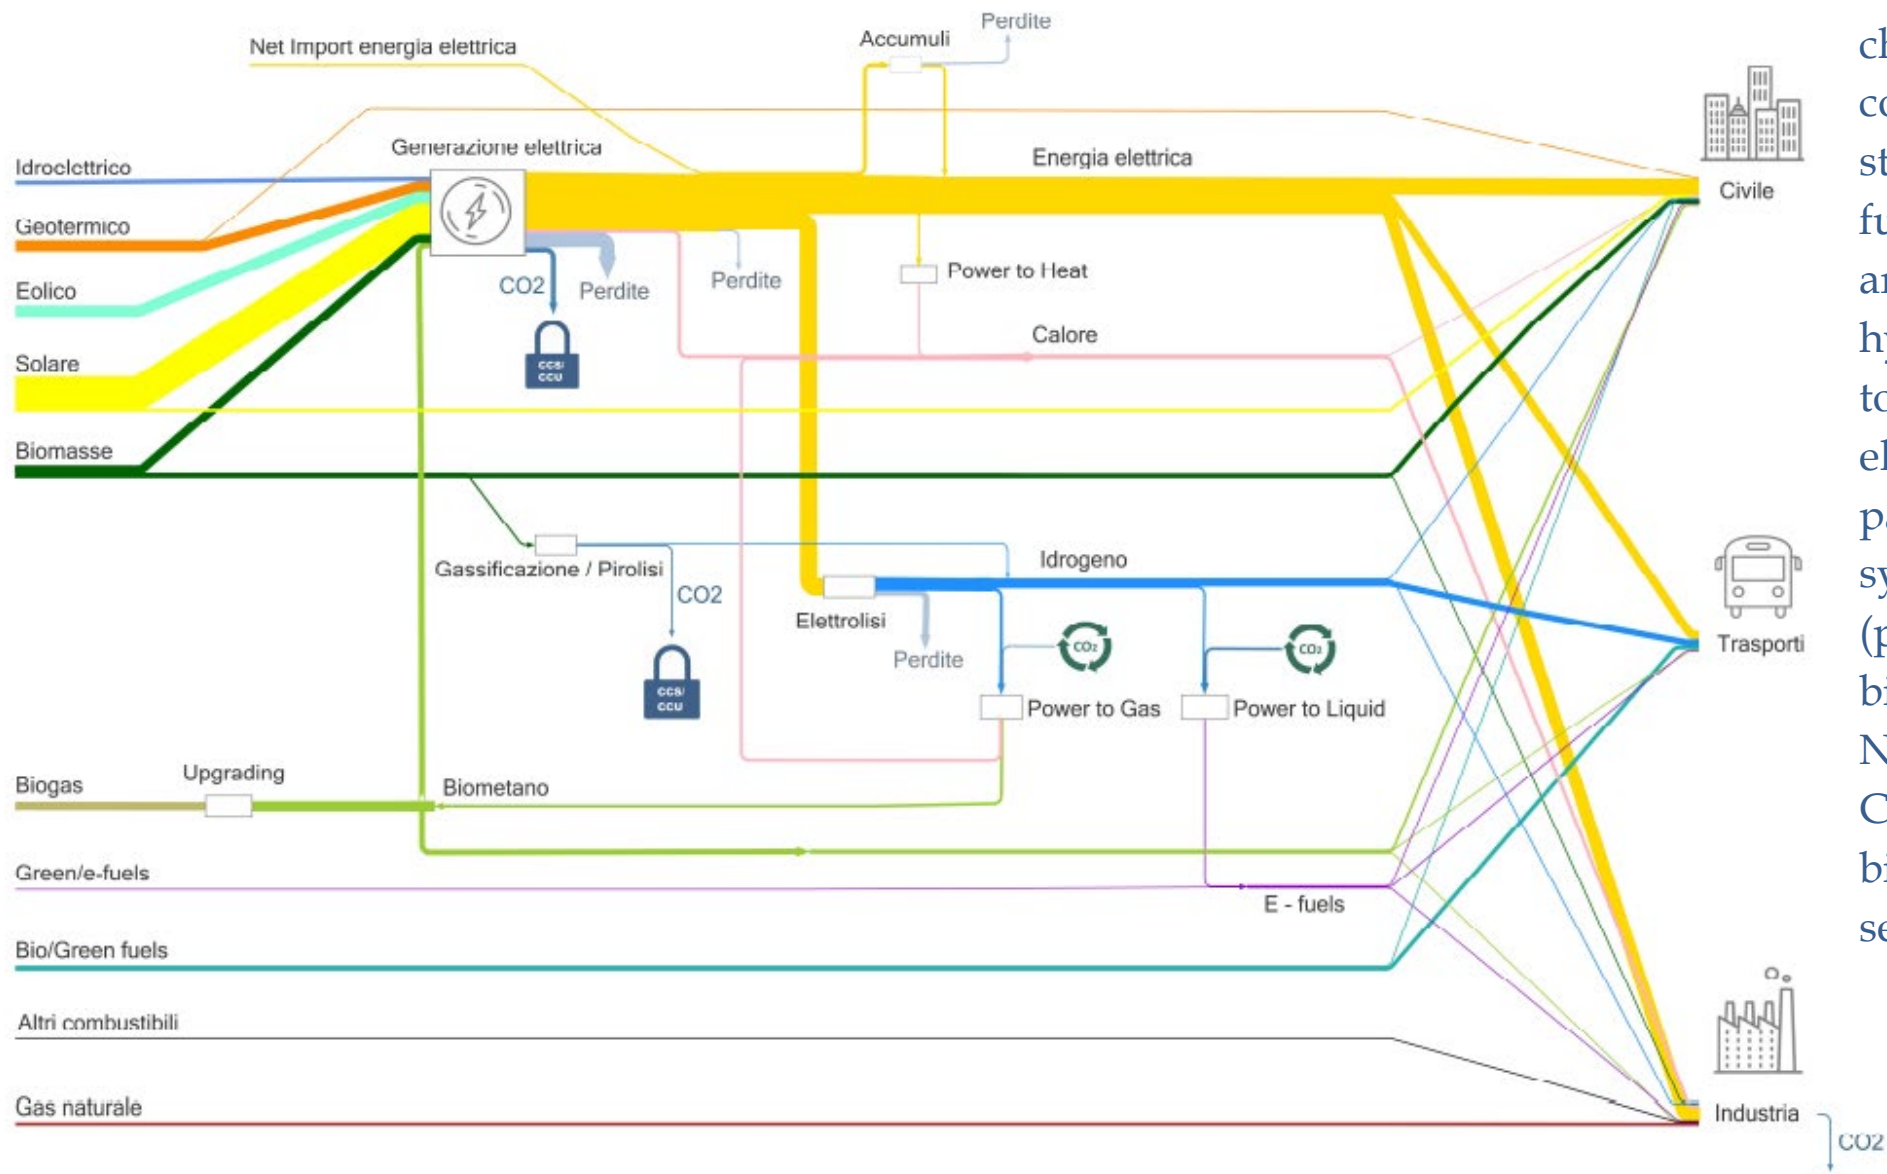 Perdite
Accumuli
Net Import energia elettrica
Generazione elettrica
Energia elettrica
Idroelettrico
Civile
Geotermico
Power to Heat
CO2
Perdite
Perdite
Eolico
Calore
Solare
CCS/
CCU
Biomasse
Idrogeno
Gassificazione / Pirolisi
CO2
Elettrolisi
Trasporti
CO2
CO2
Perdite
CCS/
CCU
Power to Gas
Power to Liquid
Upgrading
Biogas
Biometano
Green/e-fuels
E - fuels
Bio/Green fuels
Altri combustibili
Gas naturale
Industria
CO2